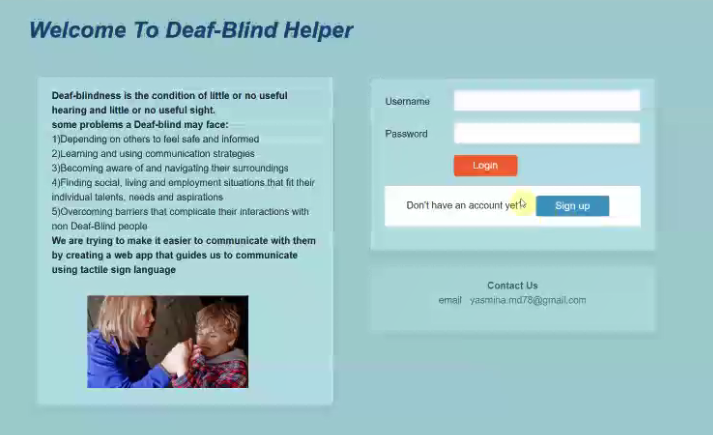 Welcome To Deaf-Blind Helper
Deaf-blindness is the condition of little or no useful
hearing and little or no useful sight.
some problems a Deaf-blind may face:
1)Depending on others to feel safe and informed
2)Learning and using communication strategies
3)Becoming aware of and navigating their surroundings
4)Finding social, living and employment situations that fit their
individual talents, needs and aspirations
5)Overcoming barriers that complicate their interactions with
non Deaf-Blind people
We are trying to make it easier to communicate with them
by creating a web app that guides us to communicate
using tactile sign language
Username
Password
Login
Don't have an account yet?
Sign up
Contact Us
email yasmina.md78@gmail.com